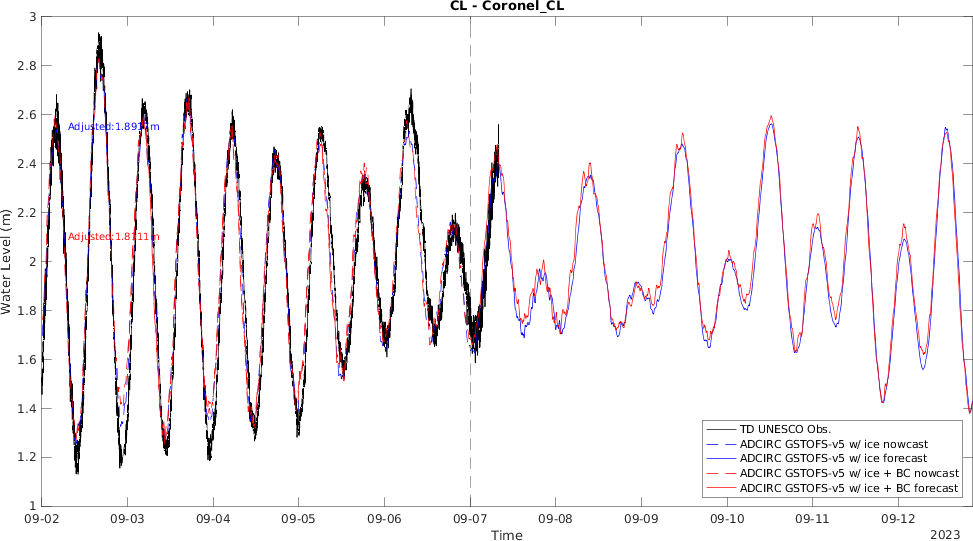 CL - Coronel_CL
3
2.8
2.6
2.4
2.2
2
1.8
1.6
1.4
1.2
1
Water Level (m)
Adjusted:1.8711 m
TD UNESCO Obs.
ADCIRC GSTOFS-v5 w/ ice nowcast
ADCIRC GSTOFS-v5 w/ ice forecast
ADCIRC GSTOFS-v5 w/ ice + BC nowcast
ADCIRC GSTOFS-v5 w/ ice + BC forecast
09-02 09-03 09-04 09-05 09-06 09-07 09-08 09-09 09-10 09-11 09-12
Time
2023